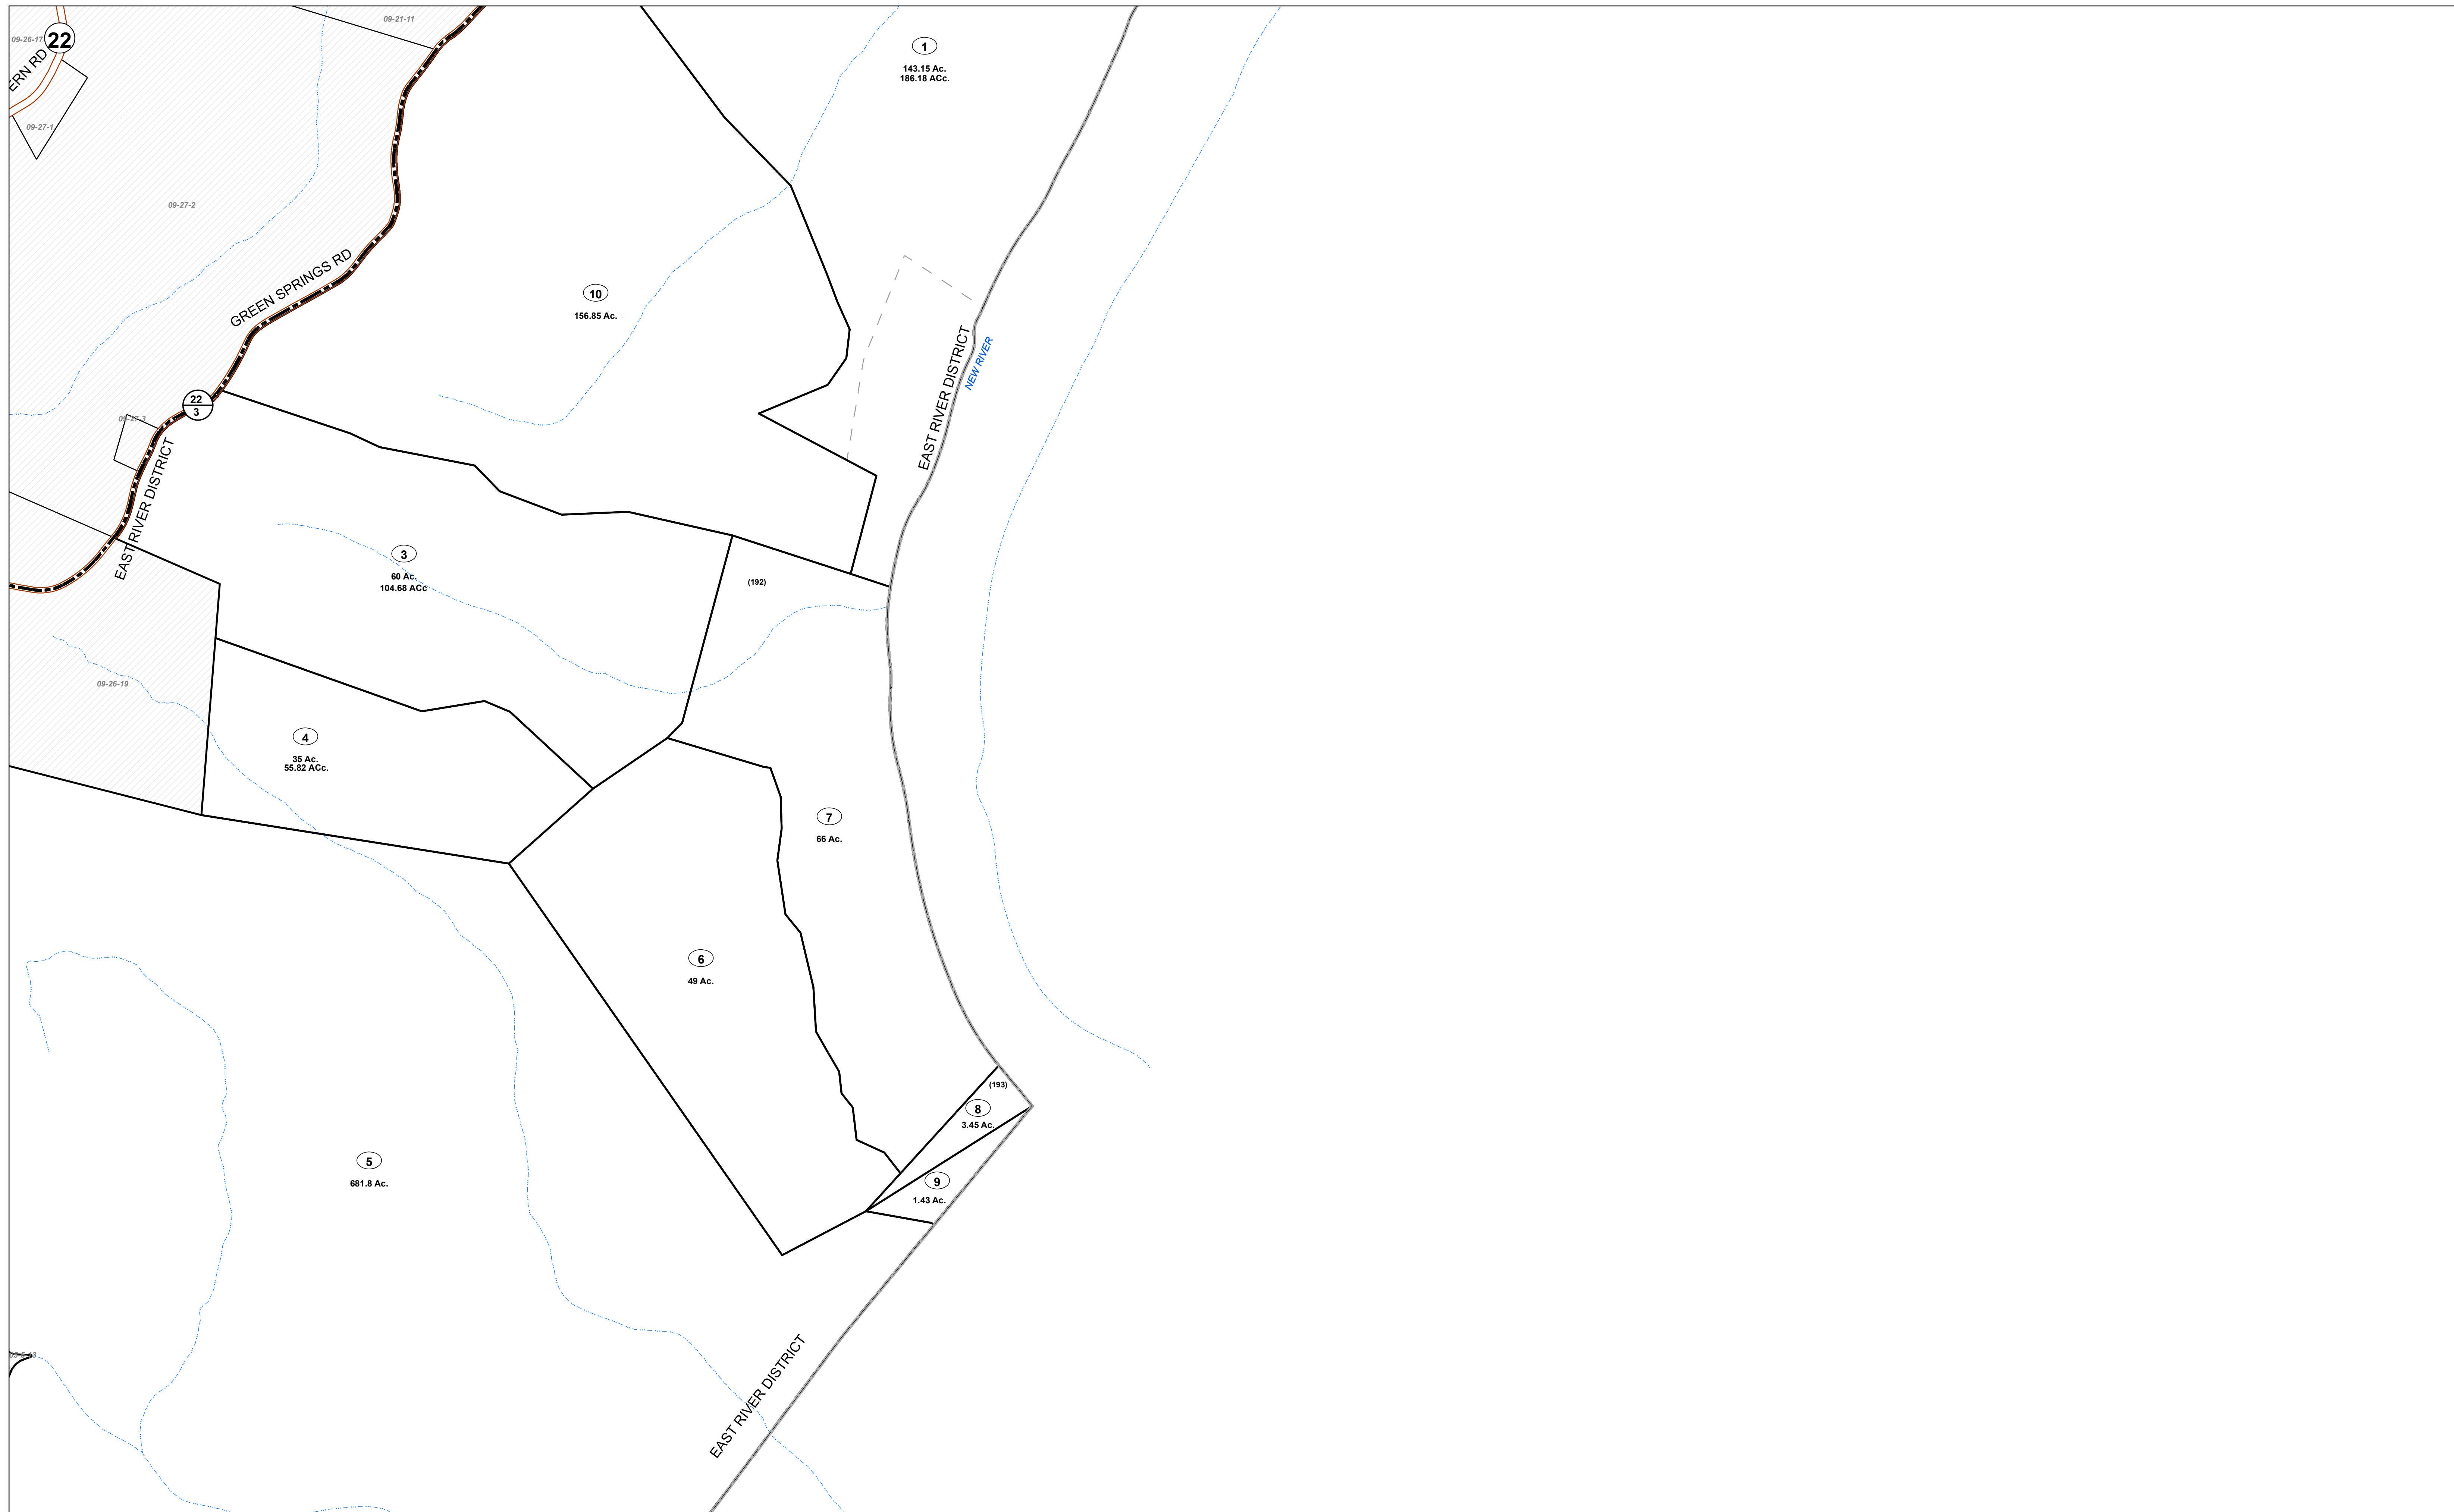 09-21-11
09-26-17
22
ERN RD
1
143.15 Ac.
186.18 ACc.
09-27-1
09-27-2
GREEN SPRINGS RD
10
156.85 Ac.
EAST RIVER DISTRICT
NEW RIVER
22
3
09-27-3
EAST RIVER DISTRICT
3
60 Ac.
104.68 ACc
(192)
09-26-19
4
35 Ac.
55.82 ACc.
7
66 Ac.
6
49 Ac.
(193)
8
3.45 Ac.
5
681.8 Ac.
9
1.43 Ac.
EAST RIVER DISTRICT